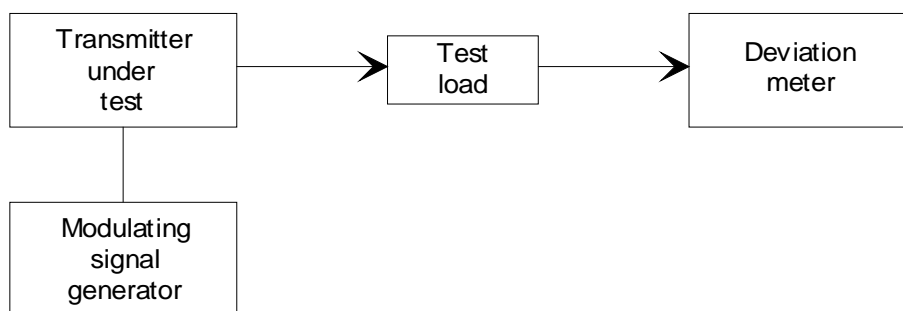 Transmitter
under
test
Test
load
Deviation
meter
Modulating
signal
generator